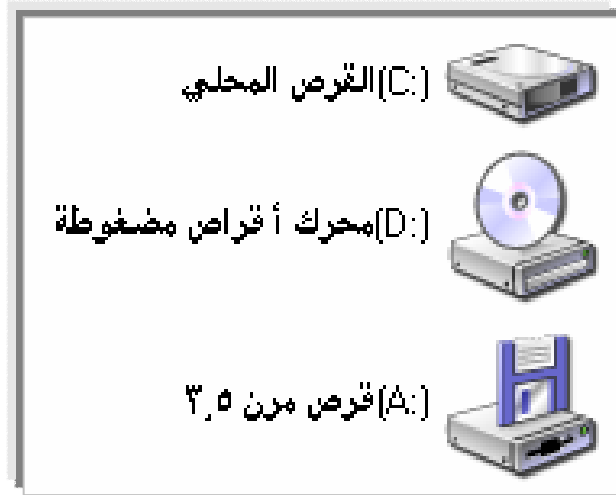 القرص المحلي(C:)
محرك أقراص مضغوطة(D:)
قرص مرن ٣,٥(A:)